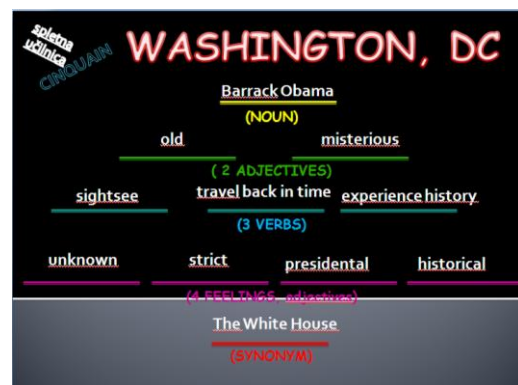 spletna
učilnica
CINQUAIN
WASHINGTON, DC
Barrack Obama
(NOUN)
old misterious
( 2 ADJECTIVES)
sightsee travel back in time experience history
(3 VERBS)
unknown strict presidental historical
(4 FEELINGS, adjectives)
The White House
(SYNONYM)